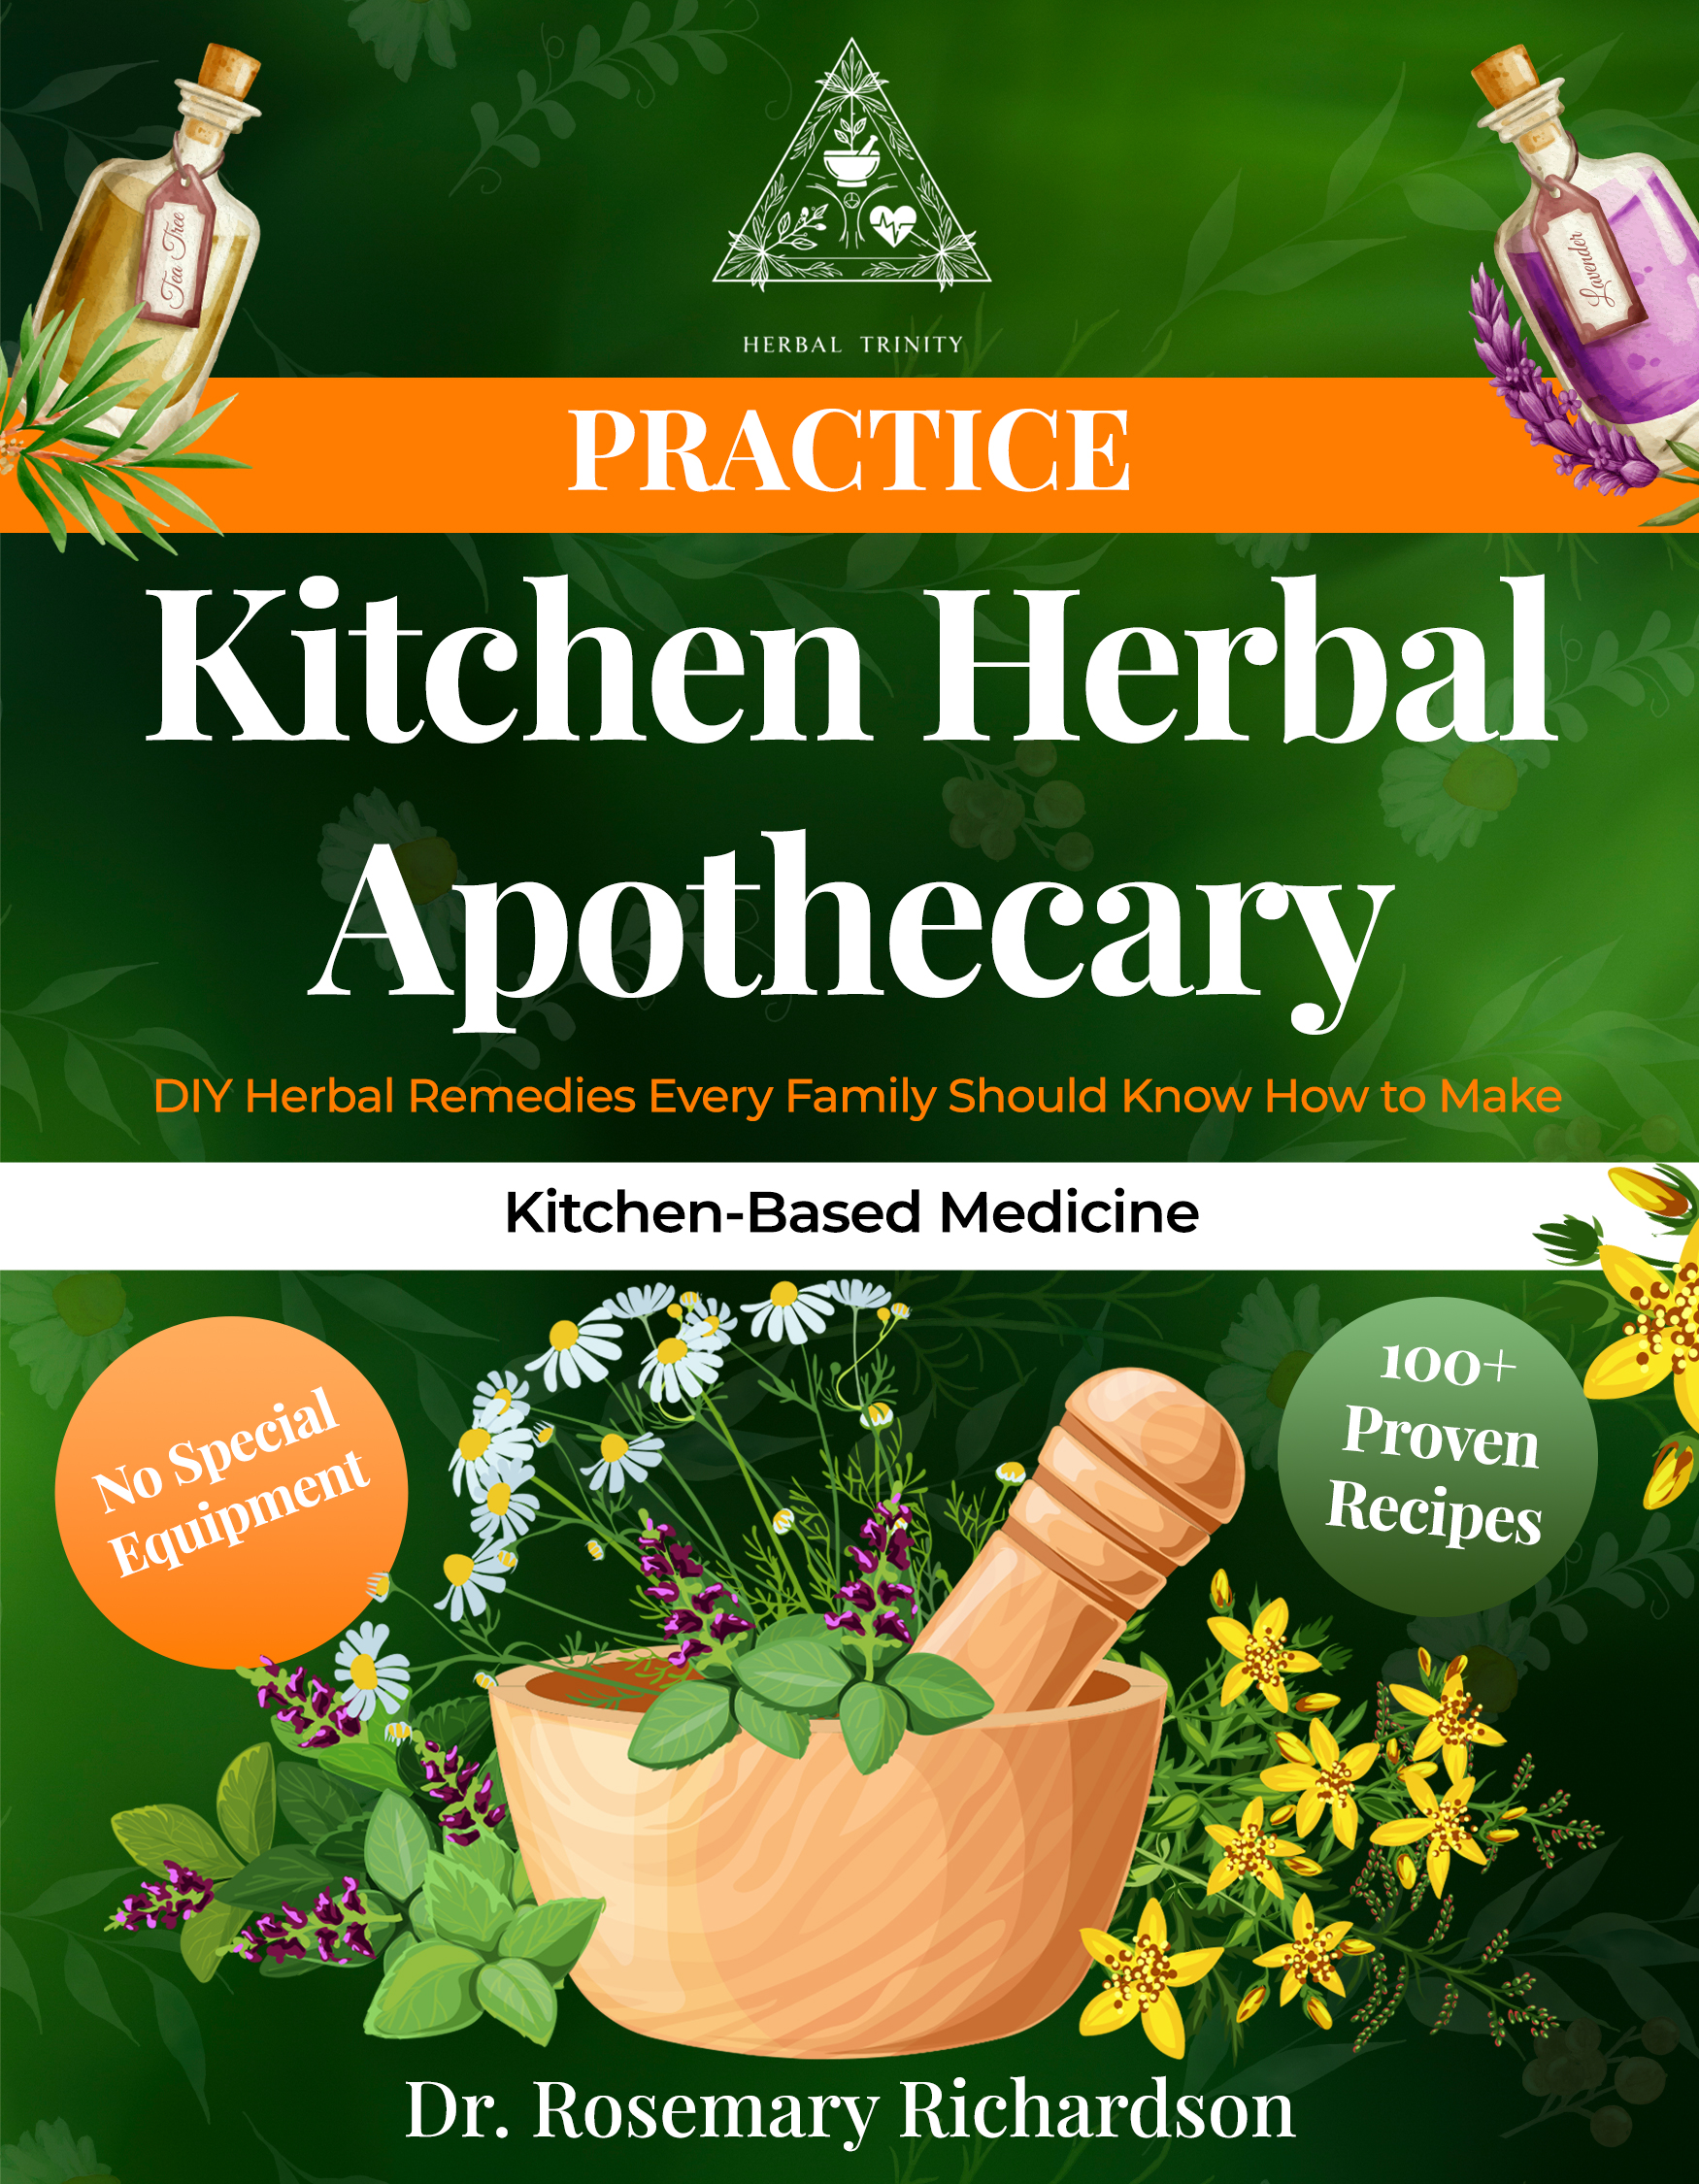 Tea Tree
Lavender
HERBAL TRINITY
PRACTICE
Kitchen Herbal
Apothecary
DIY Herbal Remedies Every Family Should Know How to Make
Kitchen-Based Medicine
No Special
Equipment
100+
Proven
Recipes
Dr. Rosemary Richardson